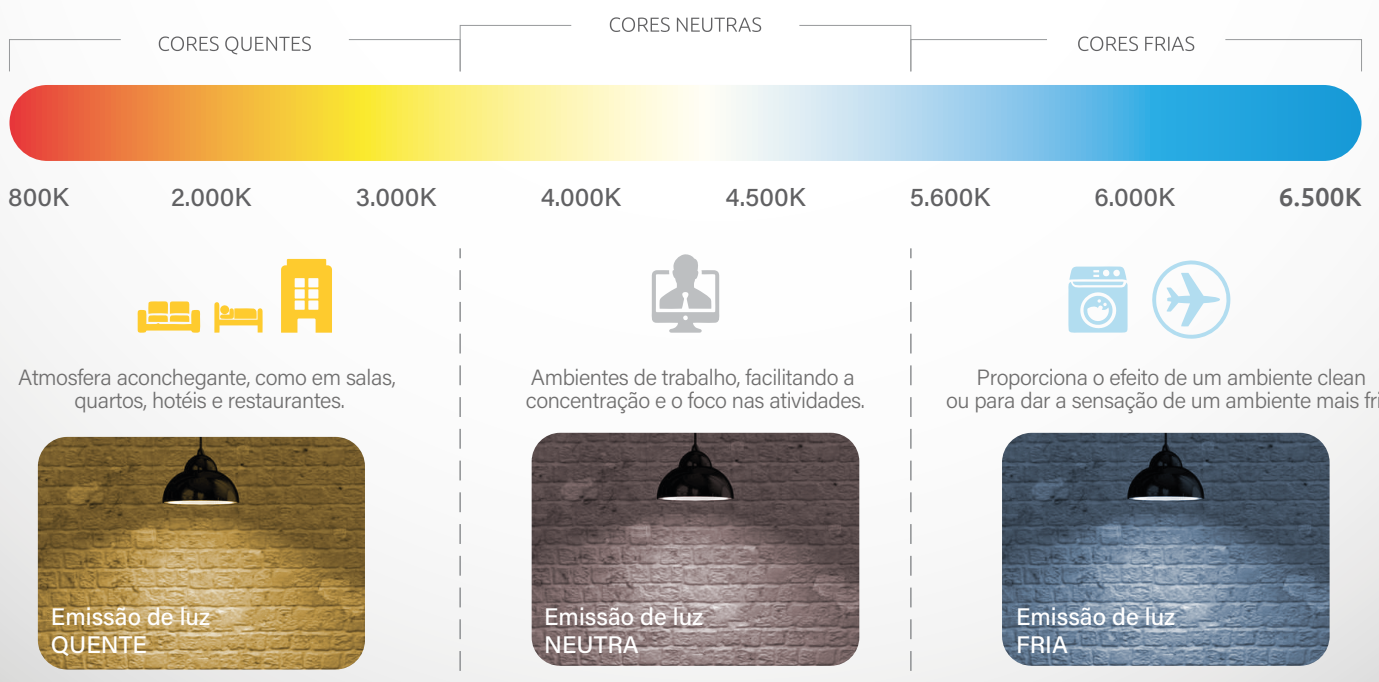 CORES QUENTES
CORES NEUTRAS
CORES FRIAS
800K
2.000K
3.000K
4.000K
4.500K
5.600K
6.000K
6.500K
Atmosfera aconchegante, como em salas,
quartos, hotéis e restaurantes.
Ambientes de trabalho, facilitando a
concentração e o foco nas atividades.
Proporciona o efeito de um ambiente clean
ou para dar a sensação de um ambiente mais fri
Emissão de luz
QUENTE
Emissão de luz
NEUTRA
Emissão de luz
FRIA